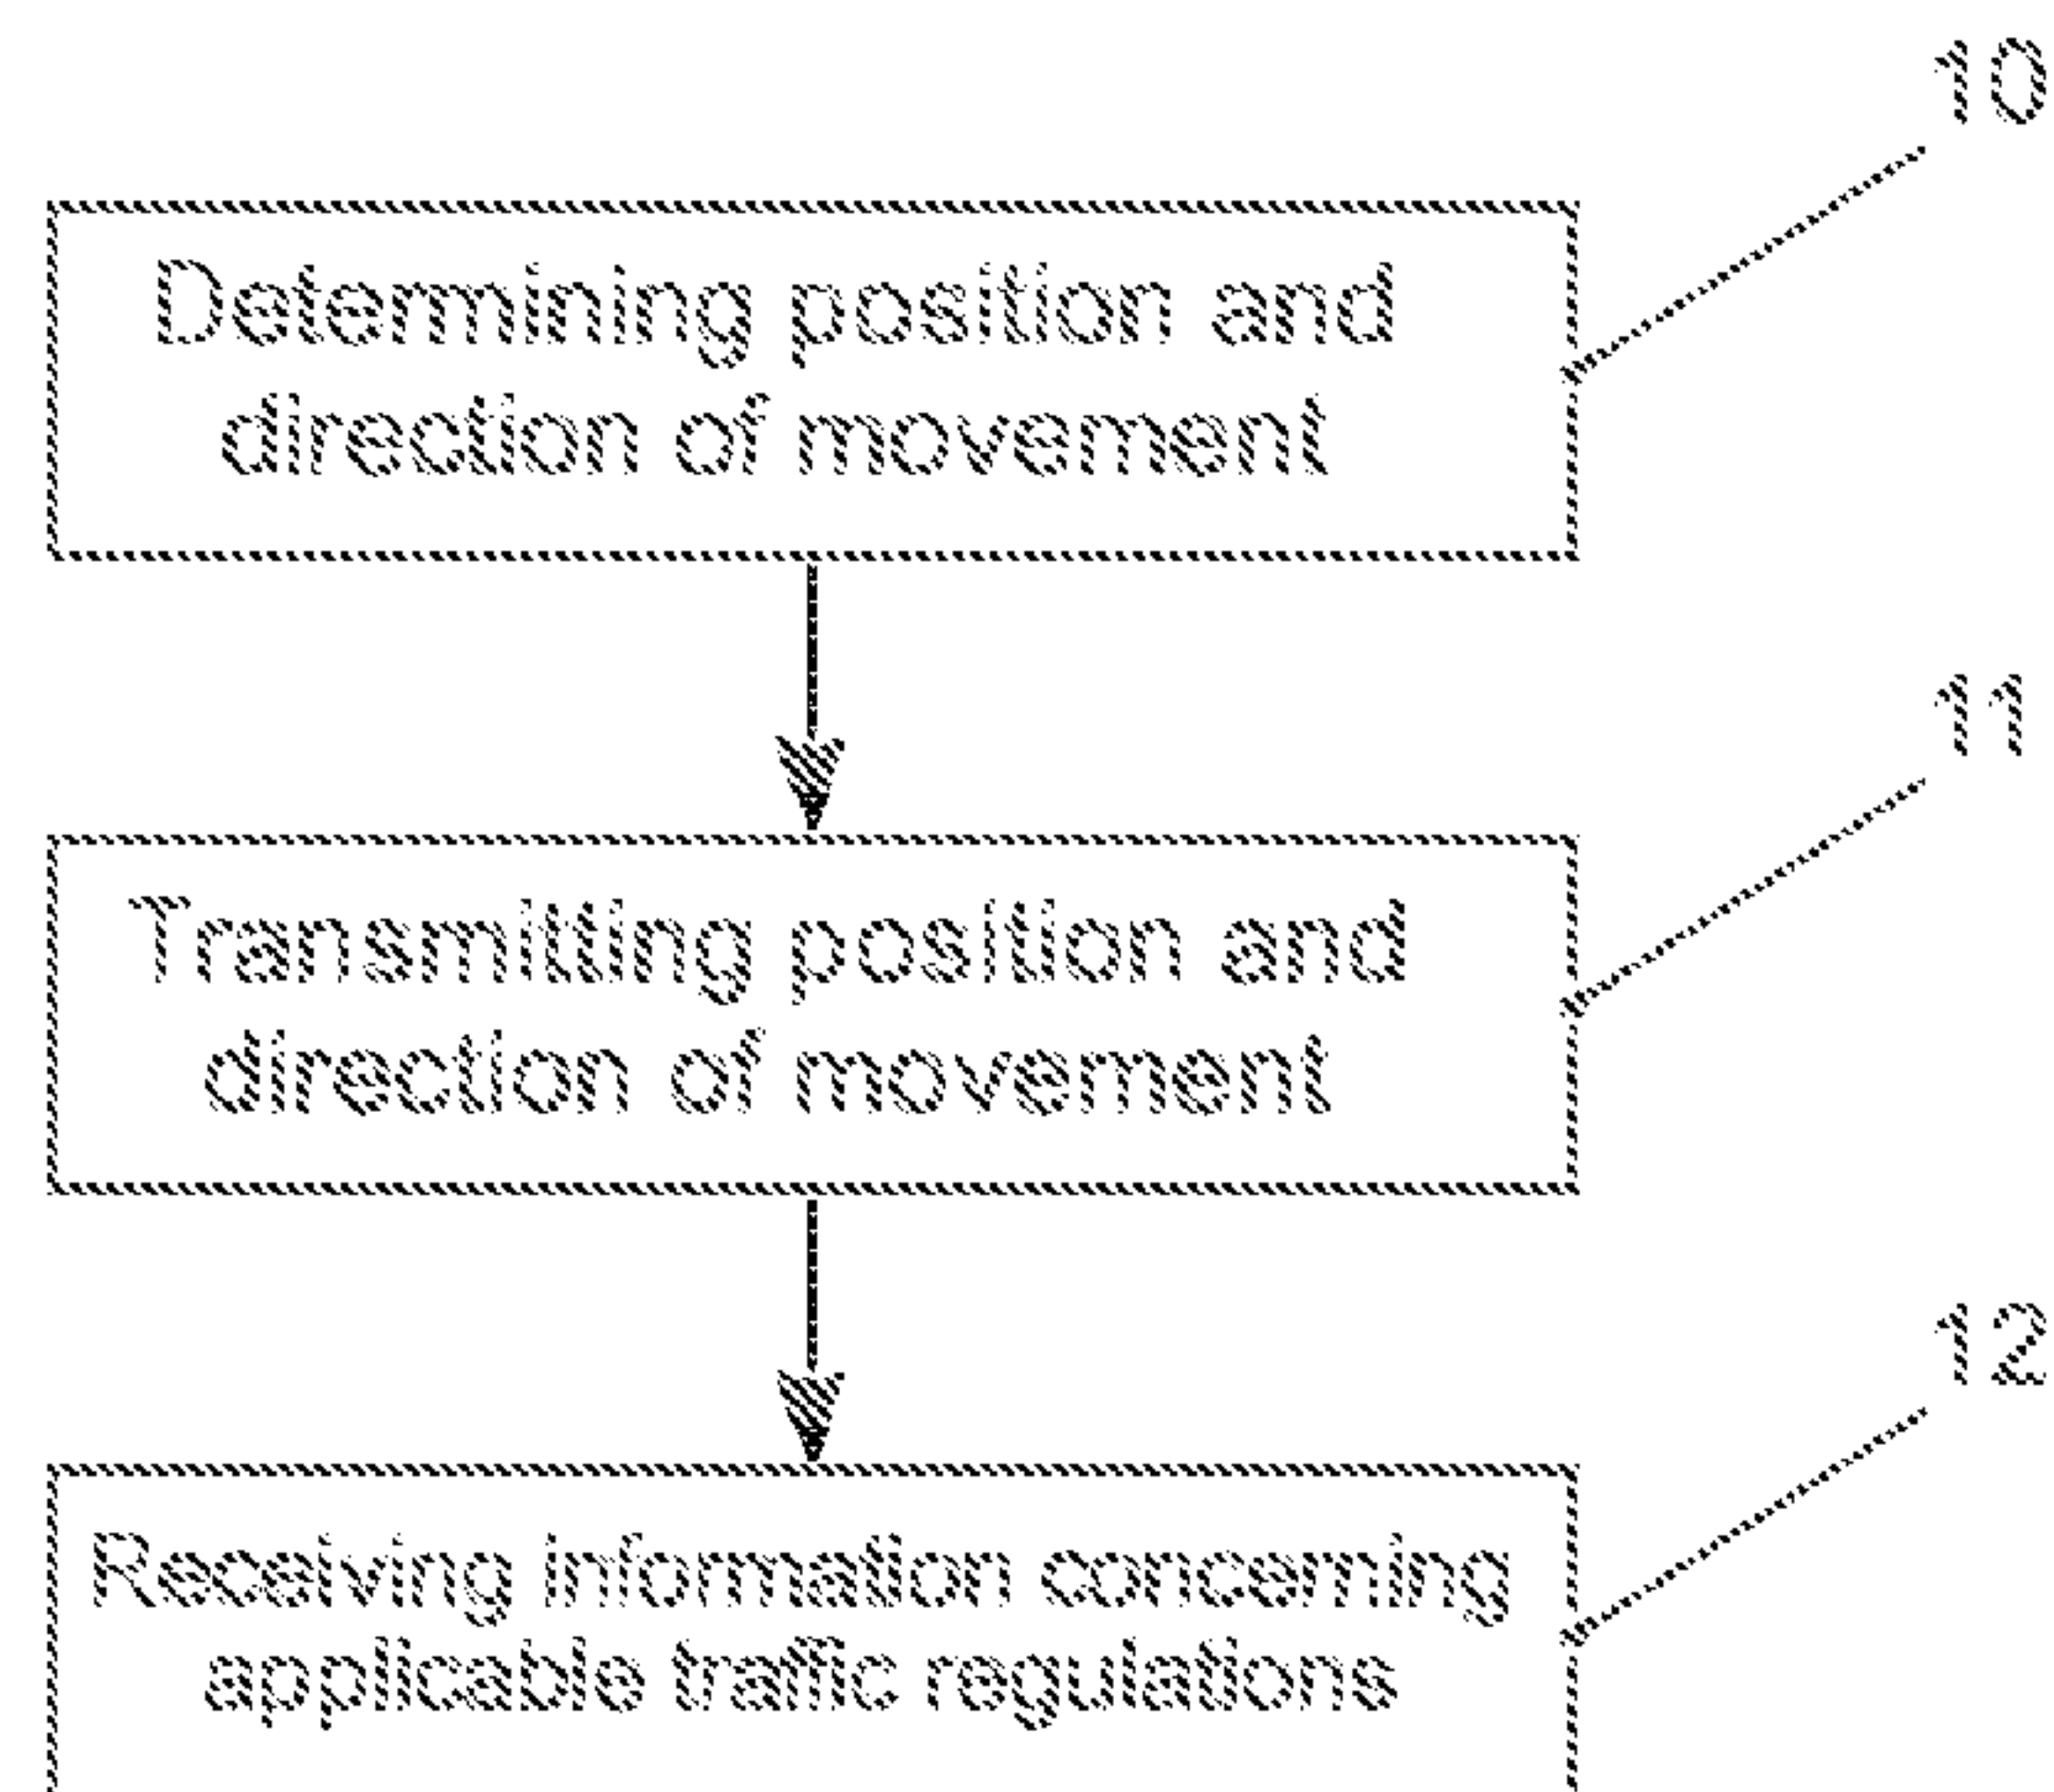 10
Determining position and
direction of movement
11
Transmitting position and
direction of movement
12
Receiving information concerning
applicable traffic regulations